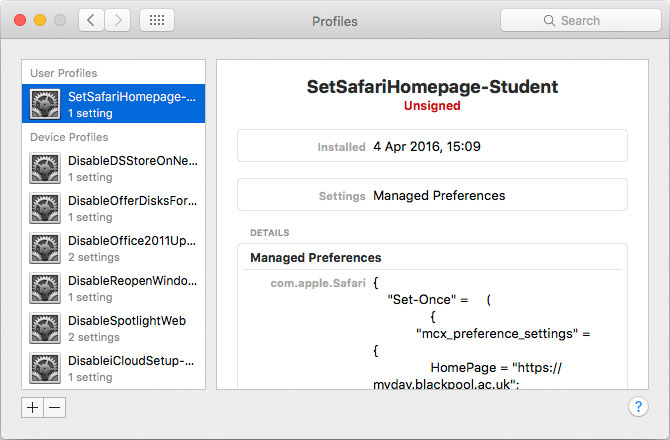 Profiles
Search
User Profiles
SetSafariHomepage-...
1 setting
Device Profiles
DisableDSStoreOnNe...
1 setting
DisableOfferDisksFor...
1 setting
DisableOffice2011Up...
2 settings
DisableReopenWindo...
1 setting
DisableSpotlightWeb
2 settings
DisableiCloudSetup-...
1 setting
SetSafariHomepage-Student
Unsigned
Installed 4 Apr 2016, 15:09
Settings Managed Preferences
DETAILS
Managed Preferences
com.apple.Safari {
"Set-Once" = (
{
"mcx_preference_settings" =
{
HomePage = "https://
myday.blackpool.ac.uk";
+ −
?